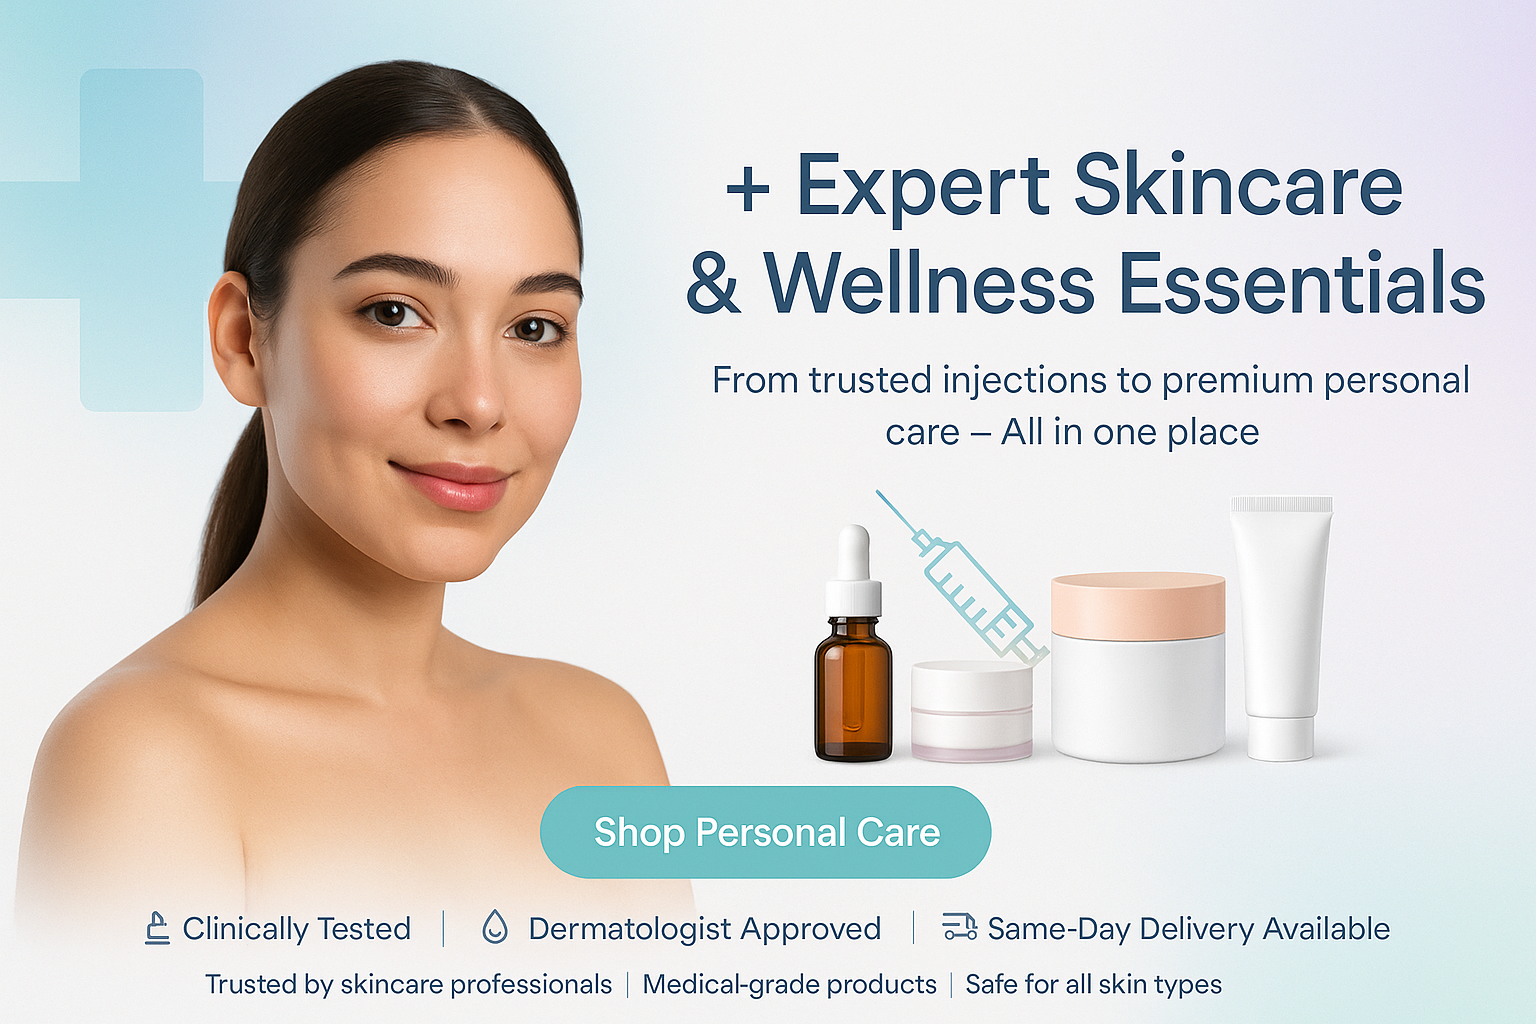 + Expert Skincare
& Wellness Essentials
From trusted injections to premium personal
care – All in one place
Shop Personal Care
Clinically Tested | Dermatologist Approved | Same-Day Delivery Available
Trusted by skincare professionals | Medical-grade products | Safe for all skin types